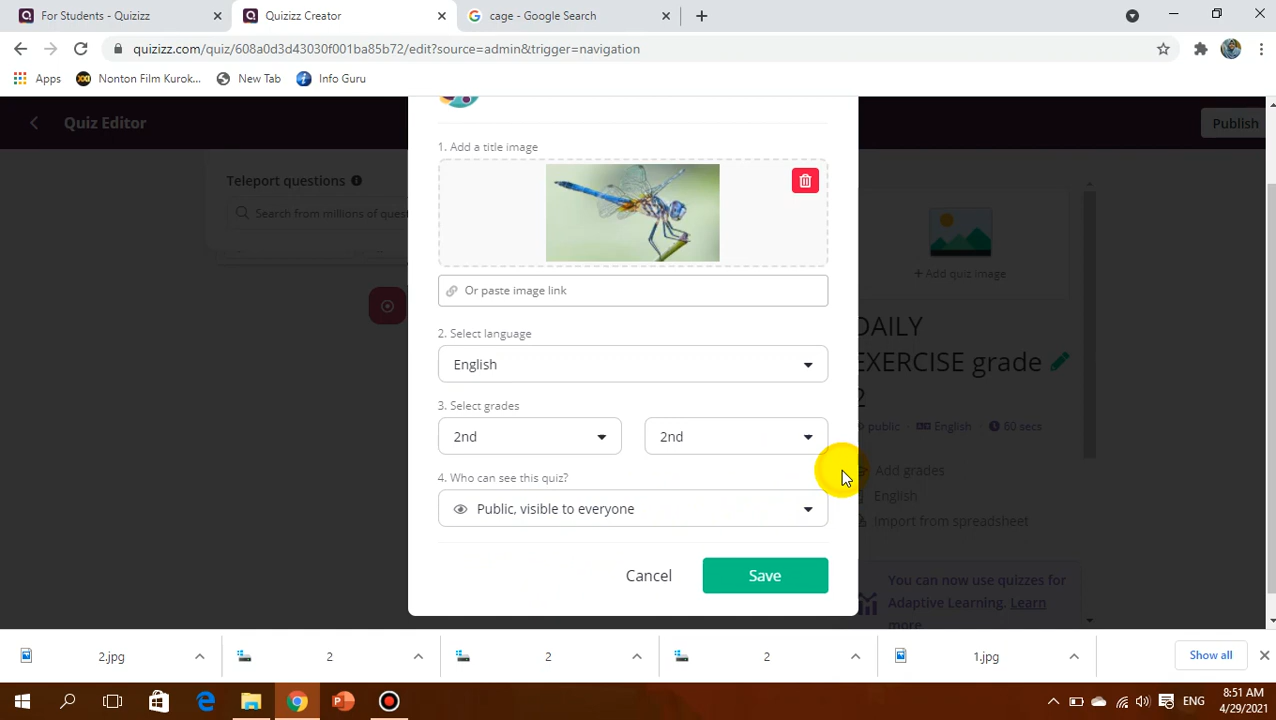 For Students - Quizizz
Quizizz Creator
cage - Google Search
quizizz.com/quiz/608a0d3d43030f001ba85b72/edit?source=admin&trigger=navigation
Apps
Nonton Film Kurok...
New Tab
Info Guru
Quiz Editor
Publish
Teleport questions
Search from millions of quest
1. Add a title image
Or paste image link
2. Select language
English
3. Select grades
2nd
2nd
4. Who can see this quiz?
Public, visible to everyone
Cancel
Save
+ Add quiz image
DAILY
EXERCISE grade
2
public
English
60 secs
Add grades
English
Import from spreadsheet
You can now use quizzes for
Adaptive Learning. Learn
more
2.jpg
2
2
2
1.jpg
Show all
ENG
8:51 AM
4/29/2021